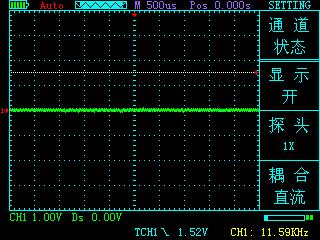 Auto M 500us Pos 0.000s SETTING
通 道
状态
显 示
开
探 头
1X
耦 合
直流
1
CH1 1.00V Ds 0.00V
TCH1 1.52V CH1: 11.59KHz